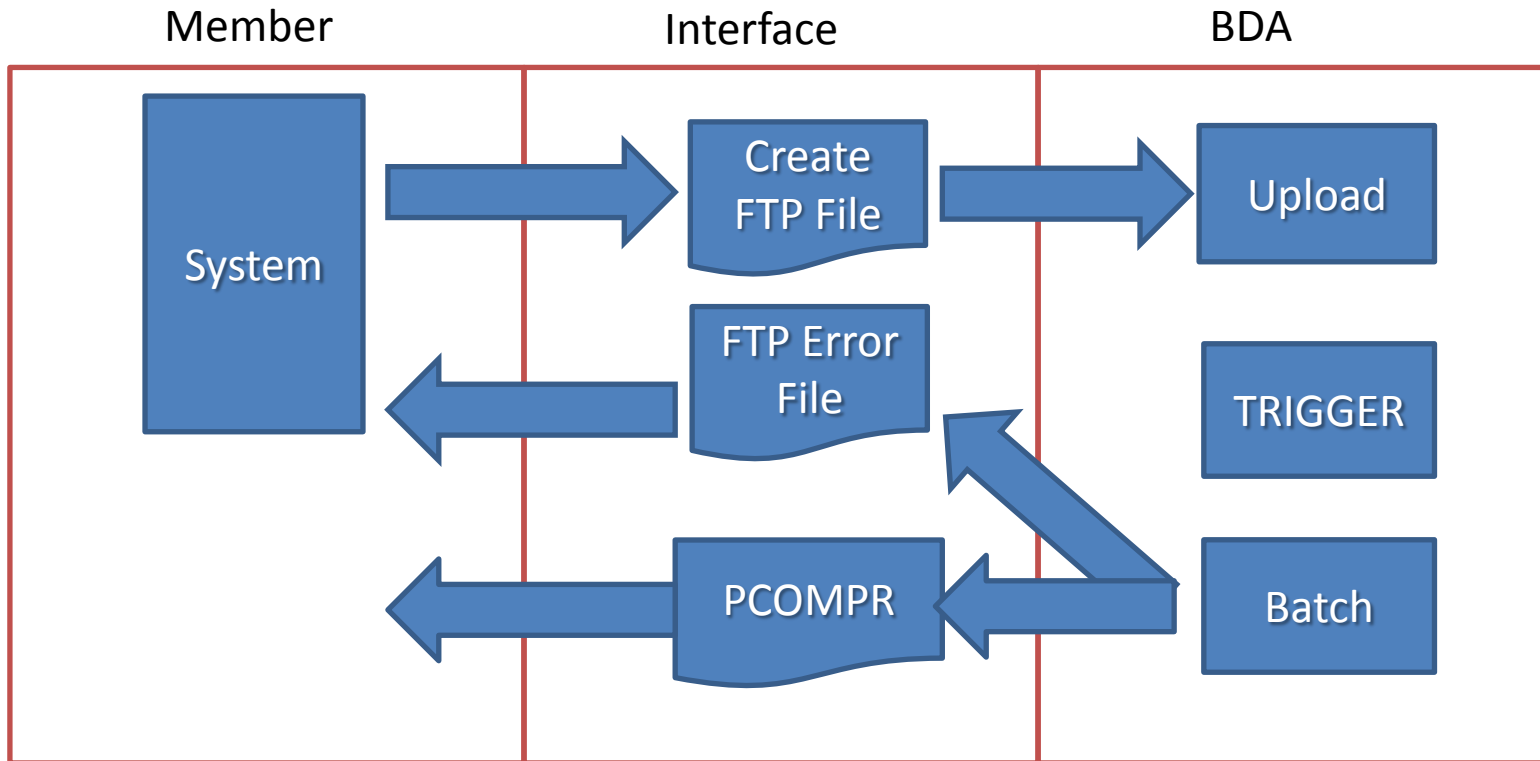 Member
Interface
BDA
System
Create
FTP File
Upload
FTP Error
File
TRIGGER
PCOMPR
Batch